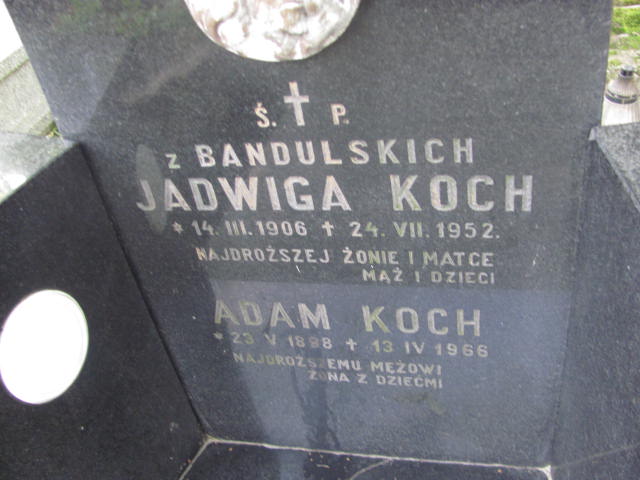 Ś. † P.
z BANDULSKICH
JADWIGA KOCH
* 14. III. 1906 † 24. VII. 1952.
NAJDROŻSZEJ ŻONIE I MATCE
MĄŻ I DZIECI
ADAM KOCH
* 23 V 1898 † 13 IV 1966
NAJDROŻSZEMU MĘŻOWI
ŻONA Z DZIEĆMI